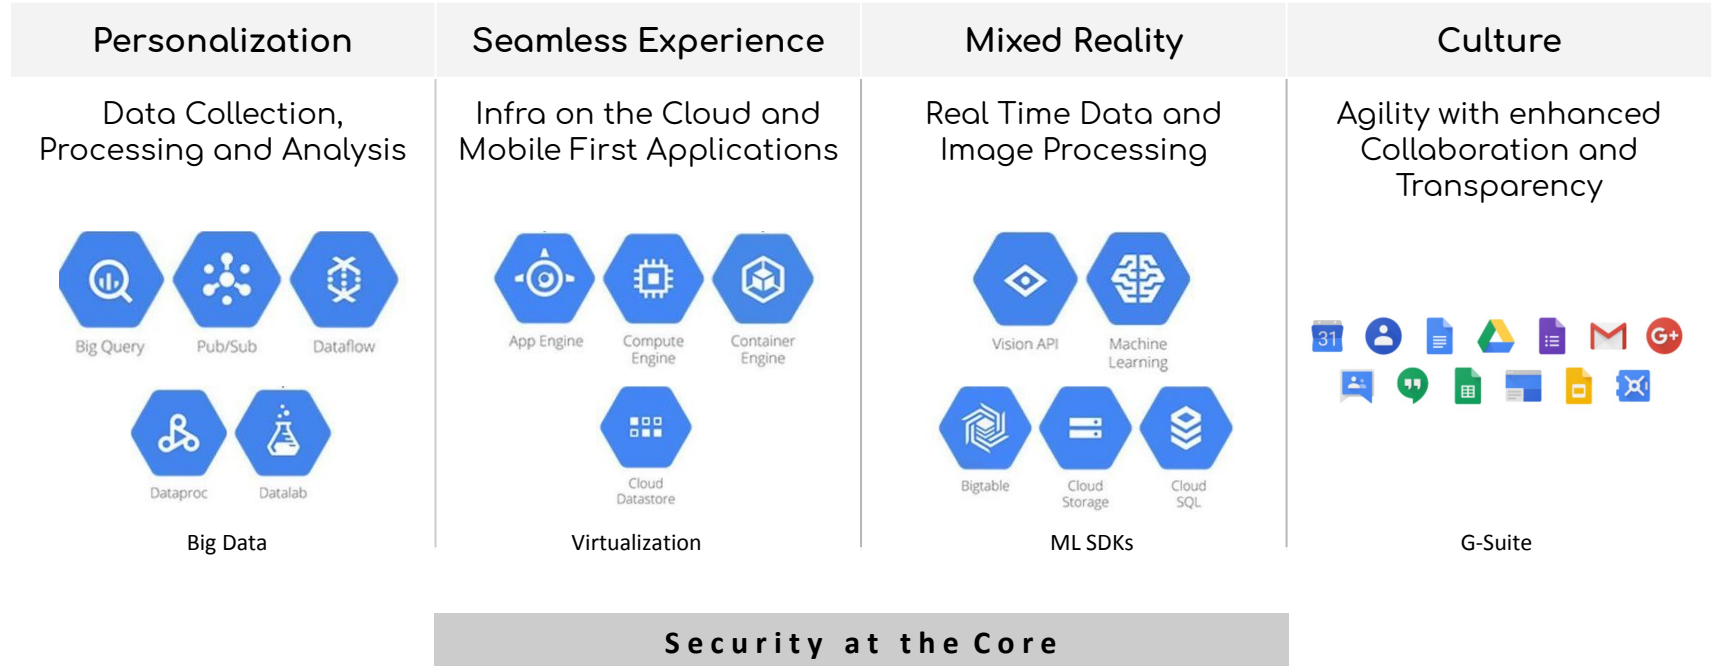 Personalization
Seamless Experience
Mixed Reality
Culture
Data Collection,
Processing and Analysis
Infra on the Cloud and
Mobile First Applications
Real Time Data and
Image Processing
Agility with enhanced
Collaboration and
Transparency
Big Query
Pub/Sub
Dataflow
Dataproc
Datalab
Big Data
App Engine
Compute
Engine
Container
Engine
Cloud
Datastore
Virtualization
Vision API
Machine
Learning
Bigtable
Cloud
Storage
Cloud
SQL
ML SDKs
31
G+
G-Suite
Security at the Core